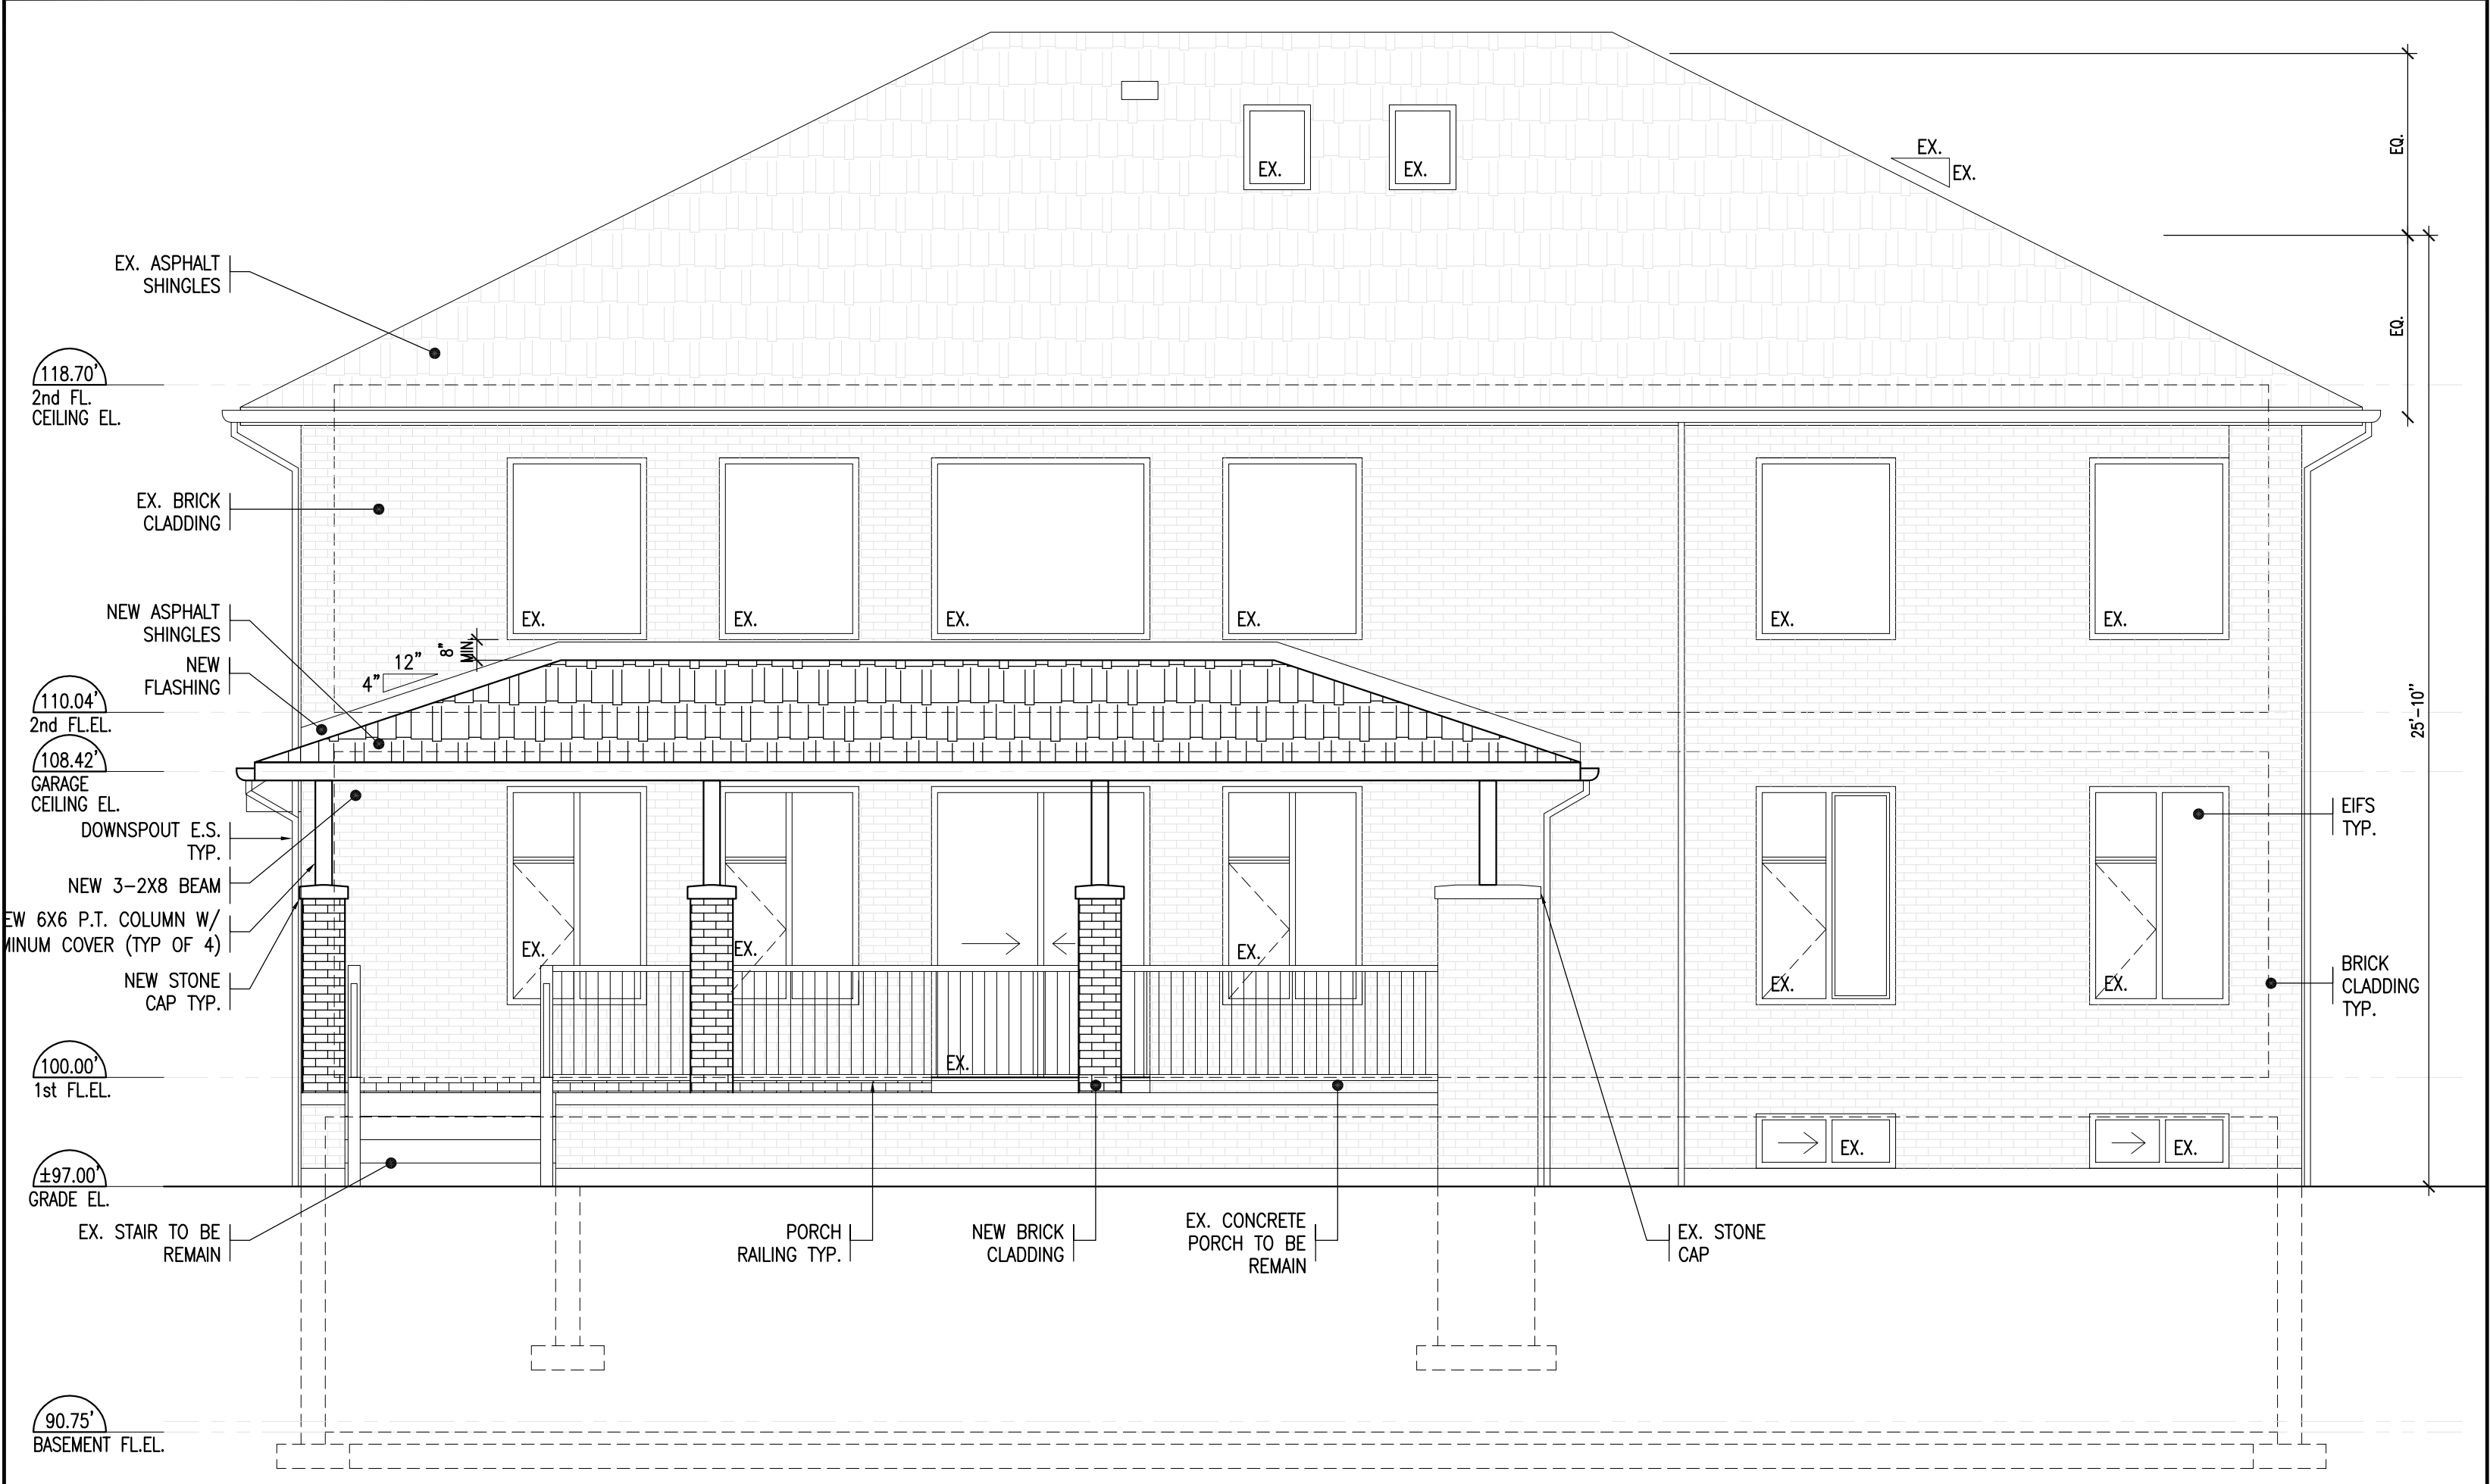 EX.
EX.
EX.
EX.
EQ.
EQ.
25'-10"
EX. ASPHALT
SHINGLES
118.70'
2nd FL.
CEILING EL.
EX. BRICK
CLADDING
EX.
EX.
EX.
EX.
EX.
EX.
NEW ASPHALT
SHINGLES
NEW
FLASHING
12"
4"
8"
MIN.
110.04'
2nd FL.EL.
108.42'
GARAGE
CEILING EL.
DOWNSPOUT E.S.
TYP.
NEW 3-2X8 BEAM
6X6 P.T. COLUMN W/
COVER (TYP OF 4)
NEW STONE
CAP TYP.
EX.
EX.
EX.
EX.
EX.
EX.
EIFS
TYP.
BRICK
CLADDING
TYP.
100.00'
1st FL.EL.
EX.
EX.
EX.
±97.00'
GRADE EL.
EX. STAIR TO BE
REMAIN
PORCH
RAILING TYP.
NEW BRICK
CLADDING
EX. CONCRETE
PORCH TO BE
REMAIN
EX. STONE
CAP
90.75'
BASEMENT FL.EL.